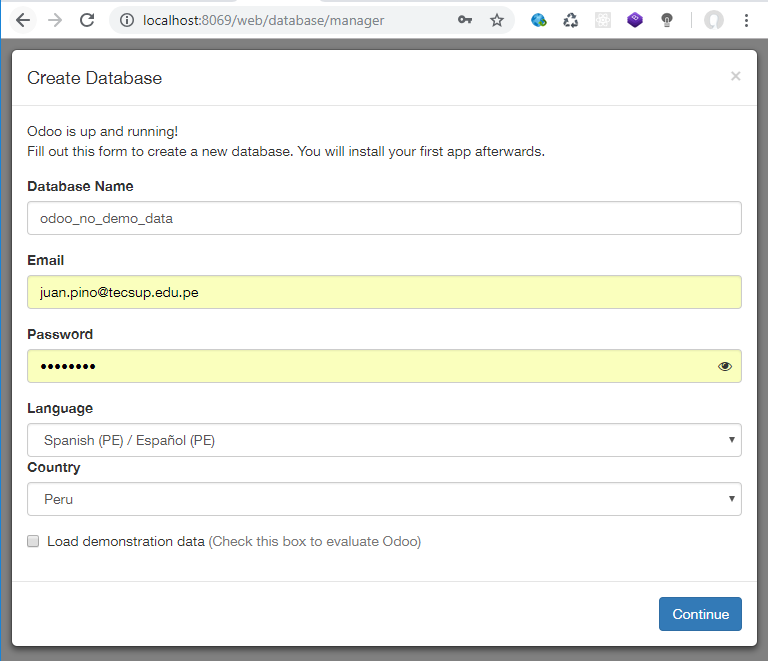 localhost:8069/web/database/manager
Create Database
×
Odoo is up and running!
Fill out this form to create a new database. You will install your first app afterwards.
Database Name
odoo_no_demo_data
Email
juan.pino@tecsup.edu.pe
Password
••••••••
Language
Spanish (PE) / Español (PE)
Country
Peru
Load demonstration data (Check this box to evaluate Odoo)
Continue